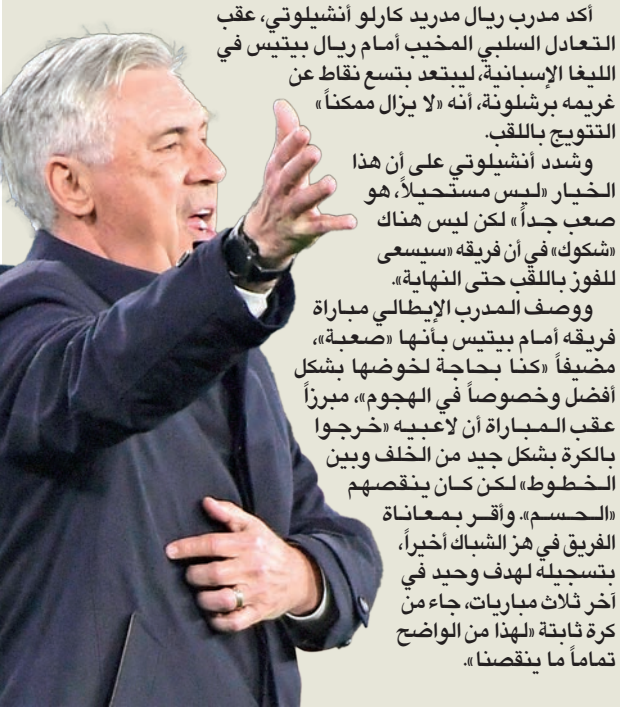 أكد مدرب ريال مدريد كارلو أنشيلوتي، عقب
التعادل السلبي المخيب أمام ريال بيتيس في
الليغا الإسبانية، ليبتعد بتسع نقاط عن
غريمه برشلونة، أنه «لا يزال ممكناً»
التتويج باللقب.
وشدد أنشيلوتي على أن هذا
الخيار «ليس مستحيلاً، هو
صعب جداً» لكن ليس هناك
«شكوك» في أن فريقه «سيسعى
للفوز باللقب حتى النهاية».
ووصف المدرب الإيطالي مباراة
فريقه أمام بيتيس بأنها «صعبة»،
مضيفاً «كنا بحاجة لخوضها بشكل
أفضل وخصوصاً في الهجوم»، مبرزاً
عقب المباراة أن لاعبيه «خرجوا
بالكرة بشكل جيد من الخلف وبين
الخطوط» لكن كان ينقصهم
«الحسم». وأقر بمعاناة
الفريق في هز الشباك أخيراً،
بتسجيله لهدف وحيد في
آخر ثلاث مباريات، جاء من
كرة ثابتة «لهذا من الواضح
تماماً ما ينقصنا».